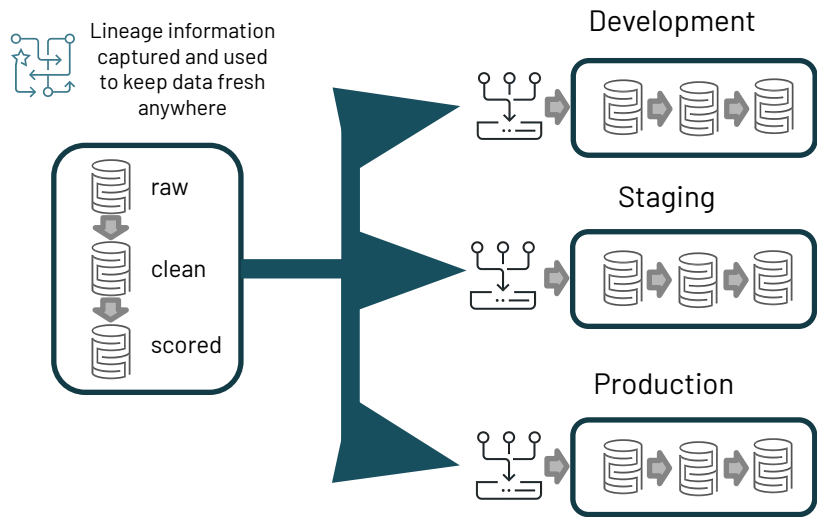 Lineage information
captured and used
to keep data fresh
anywhere
raw
clean
scored
Development
Staging
Production